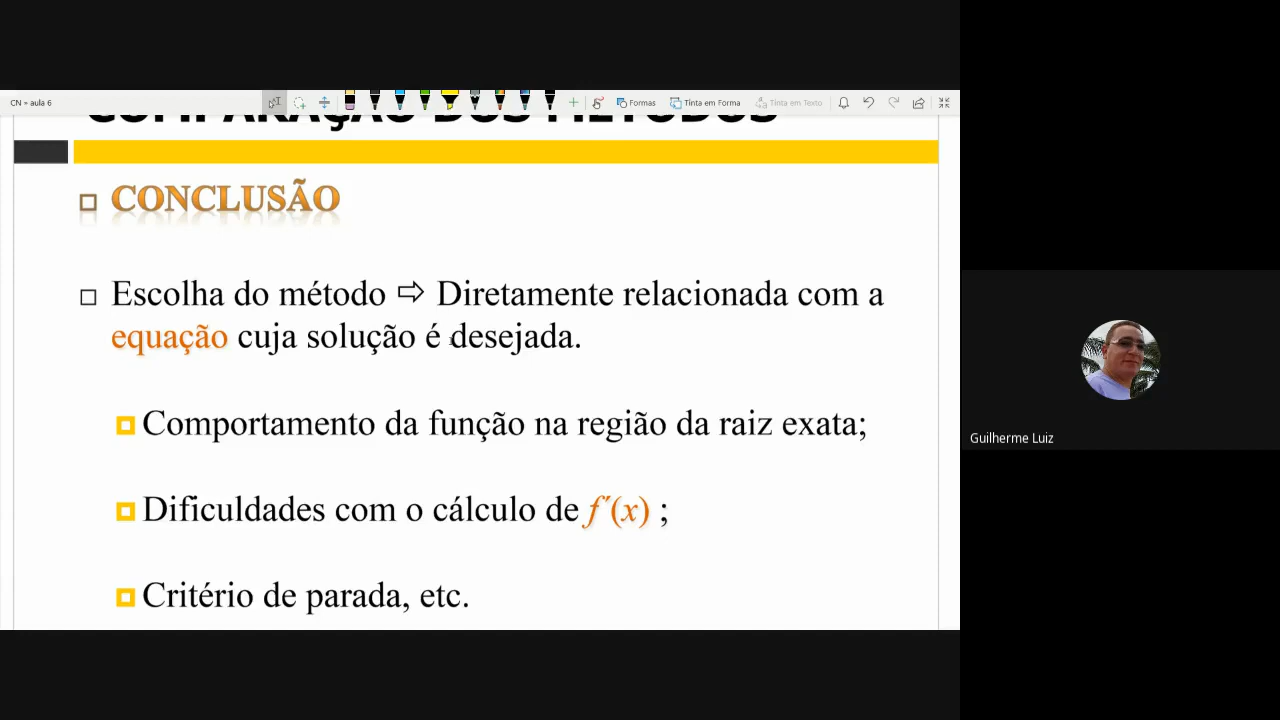 CN = aula 6
Formas
Tinta em Forma
Tinta em Texto
COMPARAÇÃO DOS MÉTODOS
CONCLUSÃO
Escolha do método ⇨ Diretamente relacionada com a
equação cuja solução é desejada.
Comportamento da função na região da raiz exata;
Dificuldades com o cálculo de f´(x) ;
Critério de parada, etc.
Guilherme Luiz